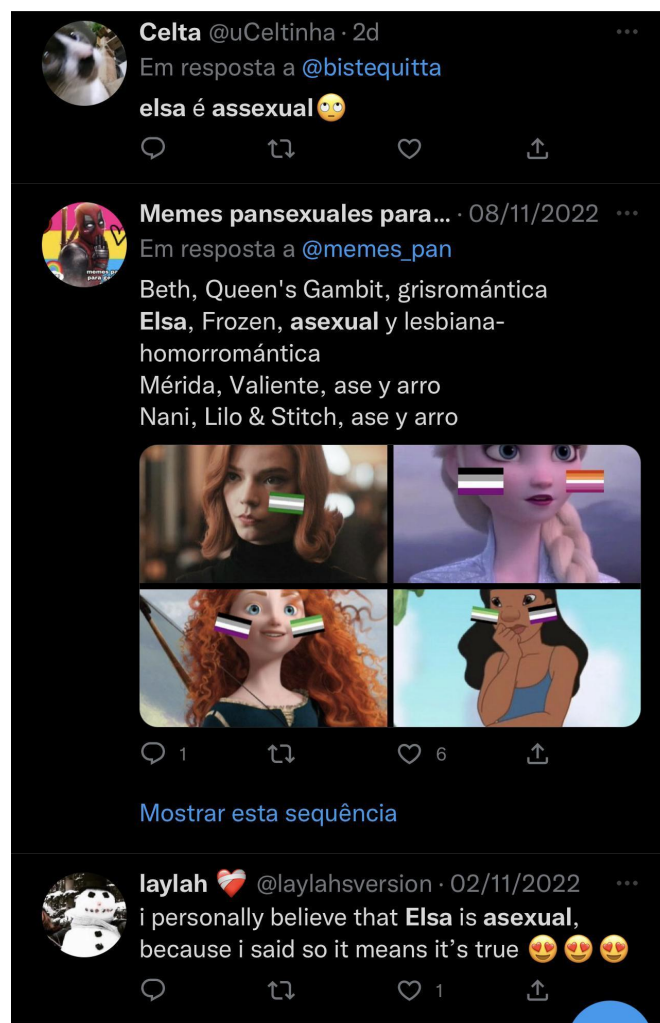 Celta @uCeltinha · 2d
Em resposta a @bistequitta
elsa é assexual🙄
Memes pansexuales para... · 08/11/2022
Em resposta a @memes_pan
Beth, Queen's Gambit, grisromántica
Elsa, Frozen, asexual y lesbiana-
homorromántica
Mérida, Valiente, ase y arro
Nani, Lilo & Stitch, ase y arro
1
6
Mostrar esta sequência
laylah ❤️‍🩹 @laylahsversion · 02/11/2022
i personally believe that Elsa is asexual,
because i said so it means it’s true 😍 😍 😍
1